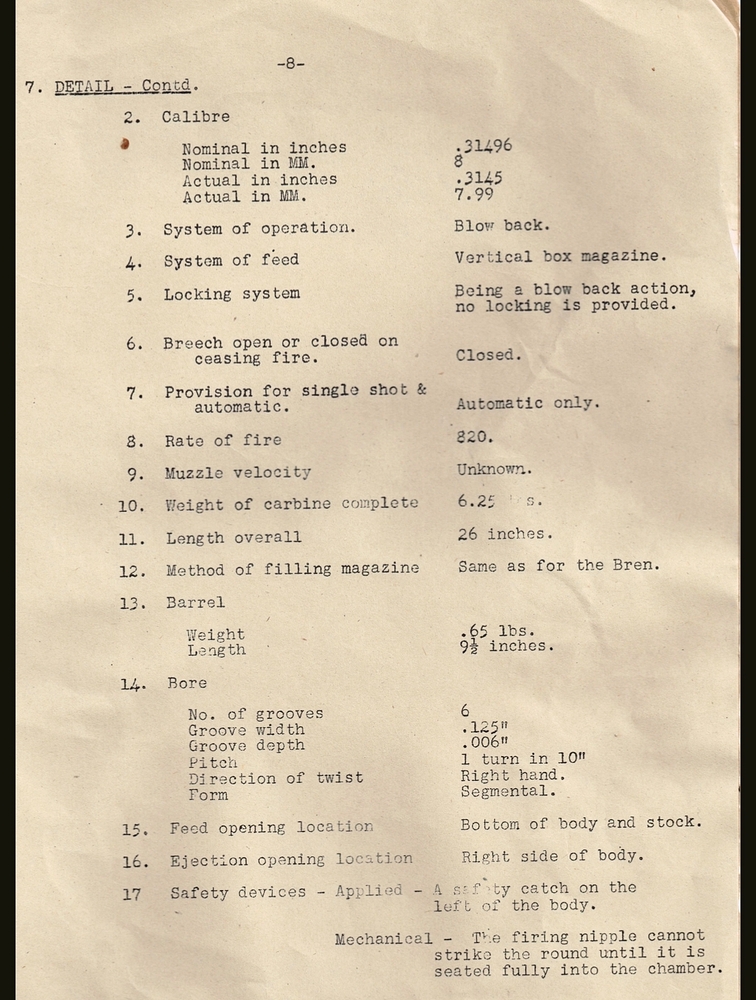 -8-
7. DETAIL - Contd.
2. Calibre
Nominal in inches .31496
Nominal in MM. 8
Actual in inches .3145
Actual in MM. 7.99
3. System of operation. Blow back.
4. System of feed Vertical box magazine.
5. Locking system Being a blow back action,
no locking is provided.
6. Breech open or closed on
ceasing fire. Closed.
7. Provision for single shot &
automatic. Automatic only.
8. Rate of fire 820.
9. Muzzle velocity Unknown.
10. Weight of carbine complete 6.25
11. Length overall 26 inches.
12. Method of filling magazine Same as for the Bren.
13. Barrel
Weight .65 lbs.
Length 9½ inches.
14. Bore
No. of grooves 6
Groove width .125"
Groove depth .006"
Pitch 1 turn in 10"
Direction of twist Right hand.
Form Segmental.
15. Feed opening location Bottom of body and stock.
16. Ejection opening location Right side of body.
17 Safety devices - Applied - A safety catch on the
left of the body.
Mechanical - The firing nipple cannot
strike the round until it is
seated fully into the chamber.